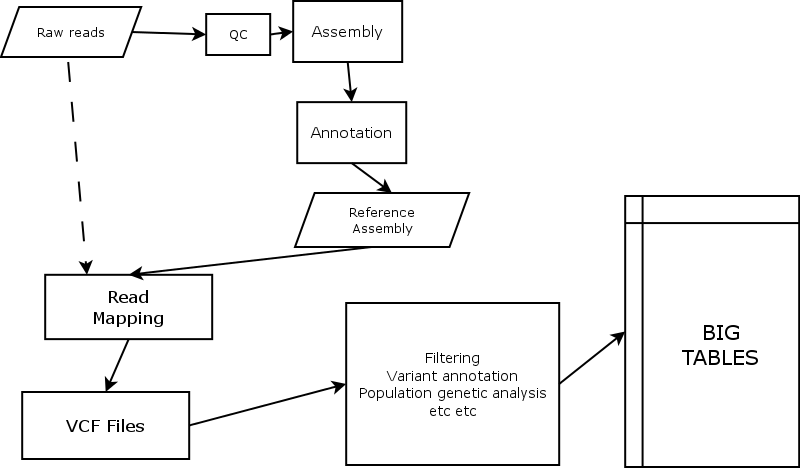 Raw reads
QC
Assembly
Annotation
Reference
Assembly
Read
Mapping
VCF Files
Filtering
Variant annotation
Population genetic analysis
etc etc
BIG
TABLES